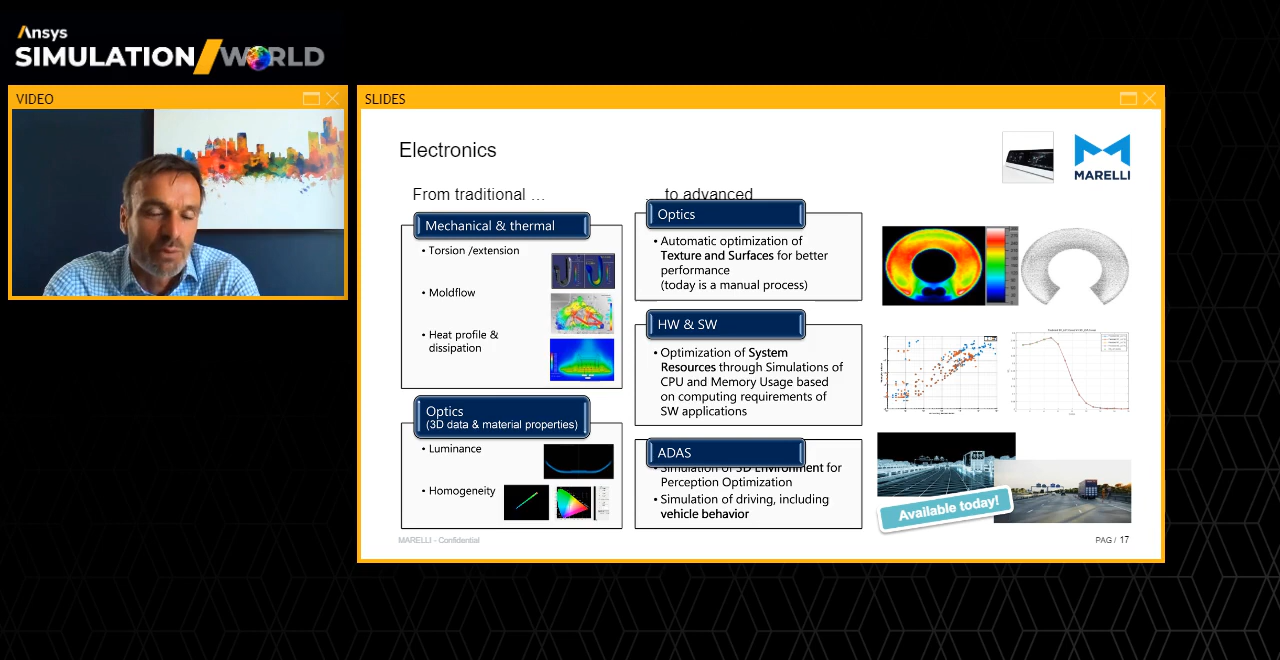 Ansys
SIMULATION/WORLD
VIDEO
SLIDES
Electronics
MARELLI
From traditional …
to advanced
Mechanical & thermal
• Torsion /extension
• Moldflow
• Heat profile &
dissipation
Optics
(3D data & material properties)
• Luminance
• Homogeneity
Optics
• Automatic optimization of
Texture and Surfaces for better
performance
(today is a manual process)
HW & SW
• Optimization of System
Resources through Simulations of
CPU and Memory Usage based
on computing requirements of
SW applications
ADAS
• Simulation of 3D Environment for
Perception Optimization
• Simulation of driving, including
vehicle behavior
Available today!
MARELLI - Confidential
PAG / 17